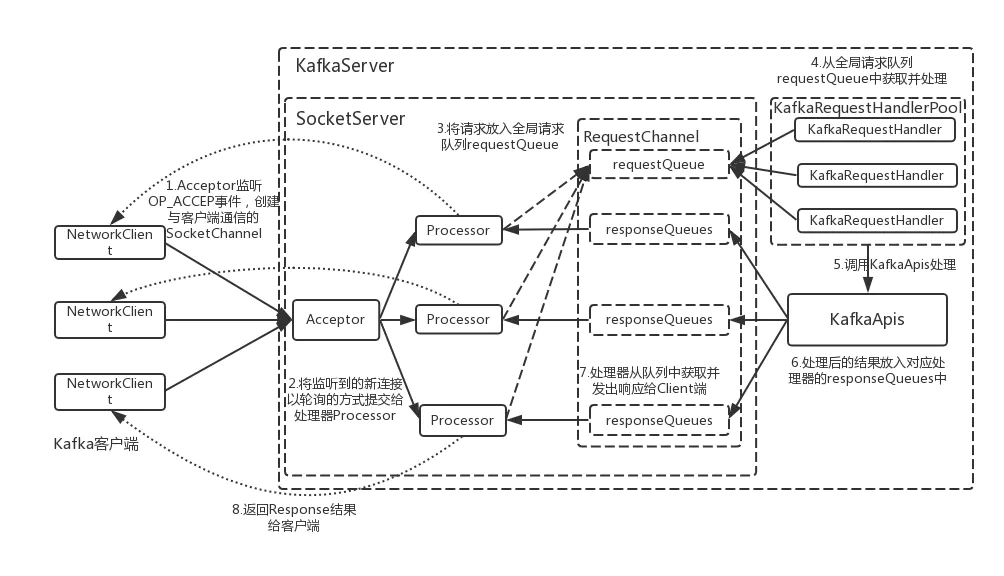 KafkaServer
4.从全局请求队列
requestQueue中获取并处理
SocketServer
KafkaRequestHandlerPool
3.将请求放入全局请求
队列requestQueue
RequestChannel
KafkaRequestHandler
requestQueue
KafkaRequestHandler
1.Acceptor监听
OP_ACCEP事件，创建
与客户端通信的
SocketChannel
KafkaRequestHandler
NetworkClien
t
Processor
responseQueues
5.调用KafkaApis处理
NetworkClien
t
Acceptor
Processor
responseQueues
KafkaApis
6.处理后的结果放入对应处
理器的responseQueues中
NetworkClien
t
2.将监听到的新连接
以轮询的方式提交给
处理器Processor
7.处理器从队列中获取并
发出响应给Client端
Processor
responseQueues
Kafka客户端
8.返回Response结果
给客户端